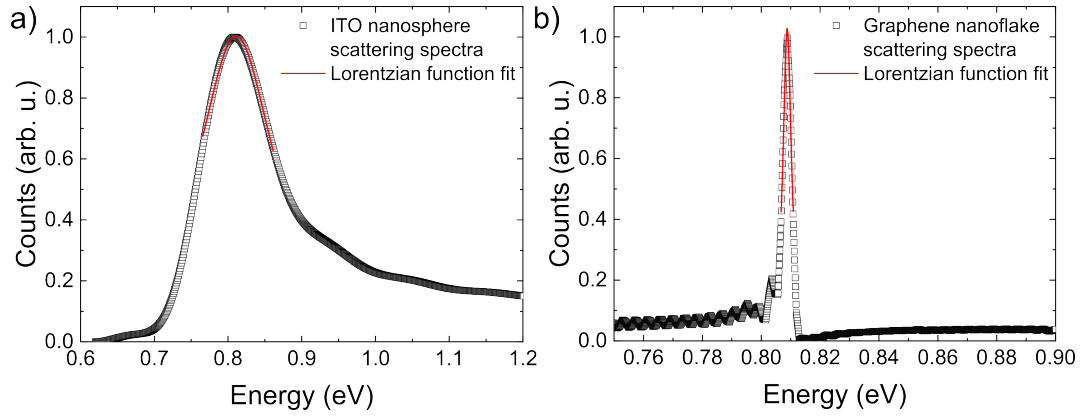 a)
ITO nanosphere
scattering spectra
Lorentzian function fit
Counts (arb. u.)
1.0
0.8
0.6
0.4
0.2
0.0
0.6 0.7 0.8 0.9 1.0 1.1 1.2
Energy (eV)
b)
Graphene nanoflake
scattering spectra
Lorentzian function fit
Counts (arb. u.)
1.0
0.8
0.6
0.4
0.2
0.0
0.76 0.78 0.80 0.82 0.84 0.86 0.88 0.90
Energy (eV)